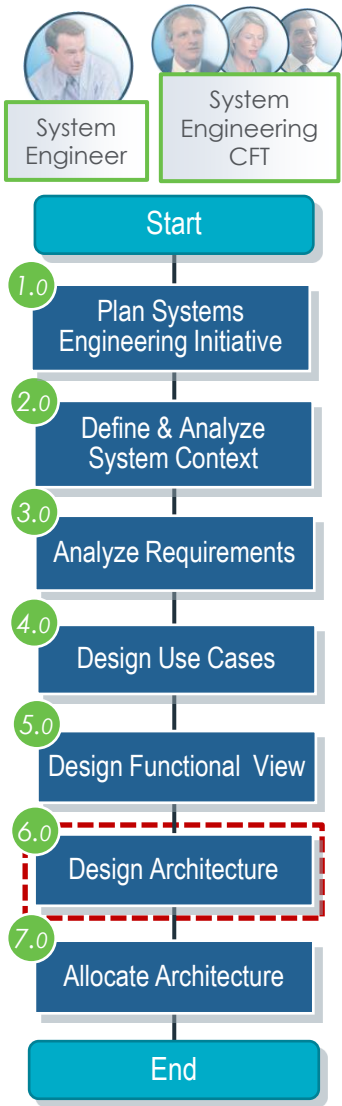 System
Engineer
System
Engineering
CFT
Start
1.0
Plan Systems
Engineering Initiative
2.0
Define & Analyze
System Context
3.0
Analyze Requirements
4.0
Design Use Cases
5.0
Design Functional View
6.0
Design Architecture
7.0
Allocate Architecture
End